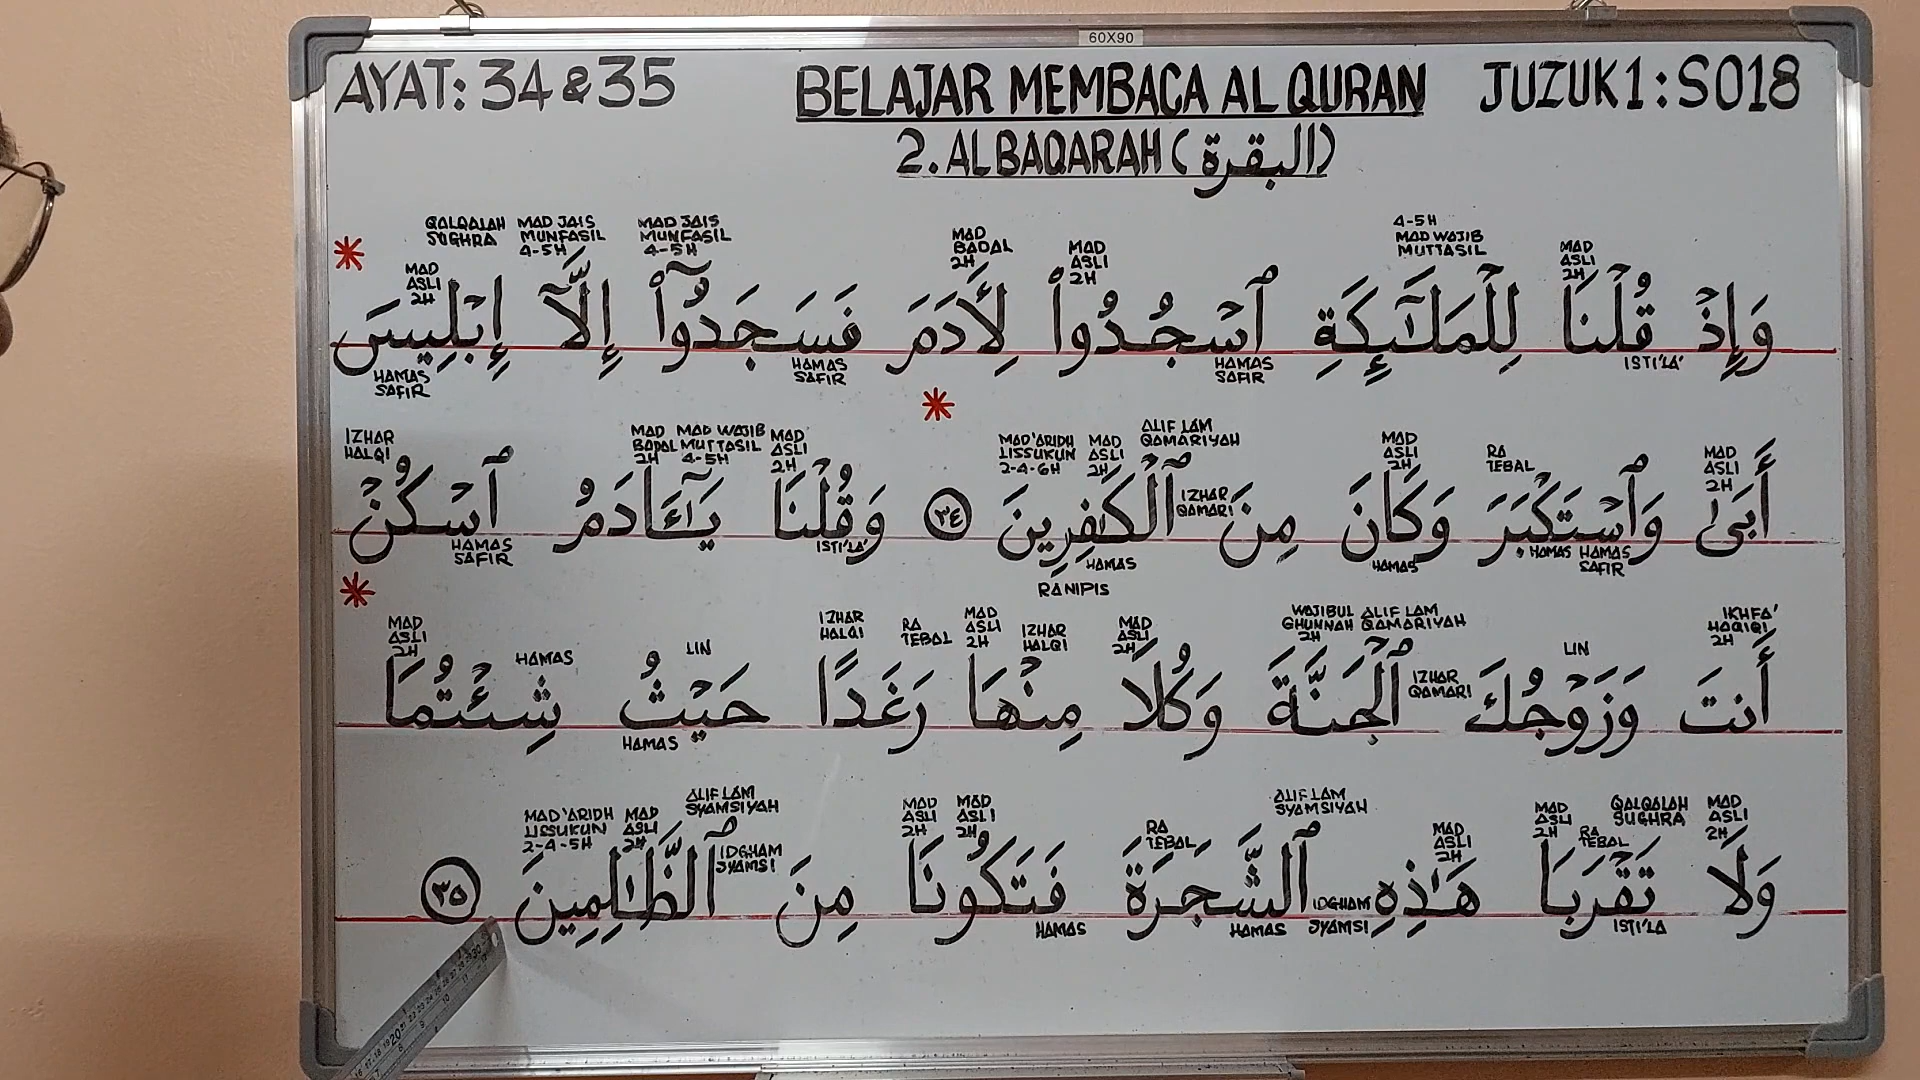 60X90
AYAT: 34 & 35 BELAJAR MEMBACA AL QURAN JUZUK 1 : S018
2. AL BAQARAH (البقرة)
QALQALAH SUGHRA MAD JAIS MUNFASIL 4-5H MAD JAIS MUNFASIL 4-5H MAD BADAL 2H MAD ASLI 2H 4-5H MAD WAJIB MUTTASIL MAD ASLI 2H
MAD ASLI 2H
وَإِذْ قُلْنَا لِلْمَلَـٰٓئِكَةِ ٱسْجُدُوا۟ لِأَدَمَ فَسَجَدُوٓا۟ إِلَّآ إِبْلِيسَ
HAMAS SAFIR HAMAS SAFIR HAMAS SAFIR ISTI'LA'
IZHAR HALQI MAD BADAL 2H MAD WAJIB MUTTASIL 4-5H MAD ASLI 2H MAD 'ARIDH LISSUKUN 2-4-6H MAD ASLI 2H ALIF LAM QAMARIYAH MAD ASLI 2H RA TEBAL MAD ASLI 2H
IZHAR QAMARI
أَبَىٰ وَٱسْتَكْبَرَ وَكَانَ مِنَ ٱلْكَـٰفِرِينَ ٣٤ وَقُلْنَا يَـٰٓـَٔادَمُ ٱسْكُنْ
HAMAS SAFIR ISTI'LA' HAMAS HAMAS HAMAS HAMAS SAFIR
RA NIPIS
MAD ASLI 2H HAMAS LIN IZHAR HALQI RA TEBAL MAD ASLI 2H IZHAR HALQI MAD ASLI 2H WAJIBUL GHUNNAH 2H ALIF LAM QAMARIYAH LIN IKHFA' HAQIQI 2H
IZHAR QAMARI
أَنتَ وَزَوْجُكَ ٱلْجَنَّةَ وَكُلَا مِنْهَا رَغَدًا حَيْثُ شِئْتُمَا
HAMAS
MAD 'ARIDH LISSUKUN 2-4-5H MAD ASLI 2H ALIF LAM SYAMSIYAH MAD ASLI 2H MAD ASLI 2H RA TEBAL ALIF LAM SYAMSIYAH MAD ASLI 2H MAD ASLI 2H RA TEBAL QALQALAH SUGHRA MAD ASLI 2H
IDGHAM SYAMSI
وَلَا تَقْرَبَا هَـٰذِهِ ٱلشَّجَرَةَ فَتَكُونَا مِنَ ٱلظَّـٰلِمِينَ ٣٥
HAMAS HAMAS IDGHAM SYAMSI ISTI'LA